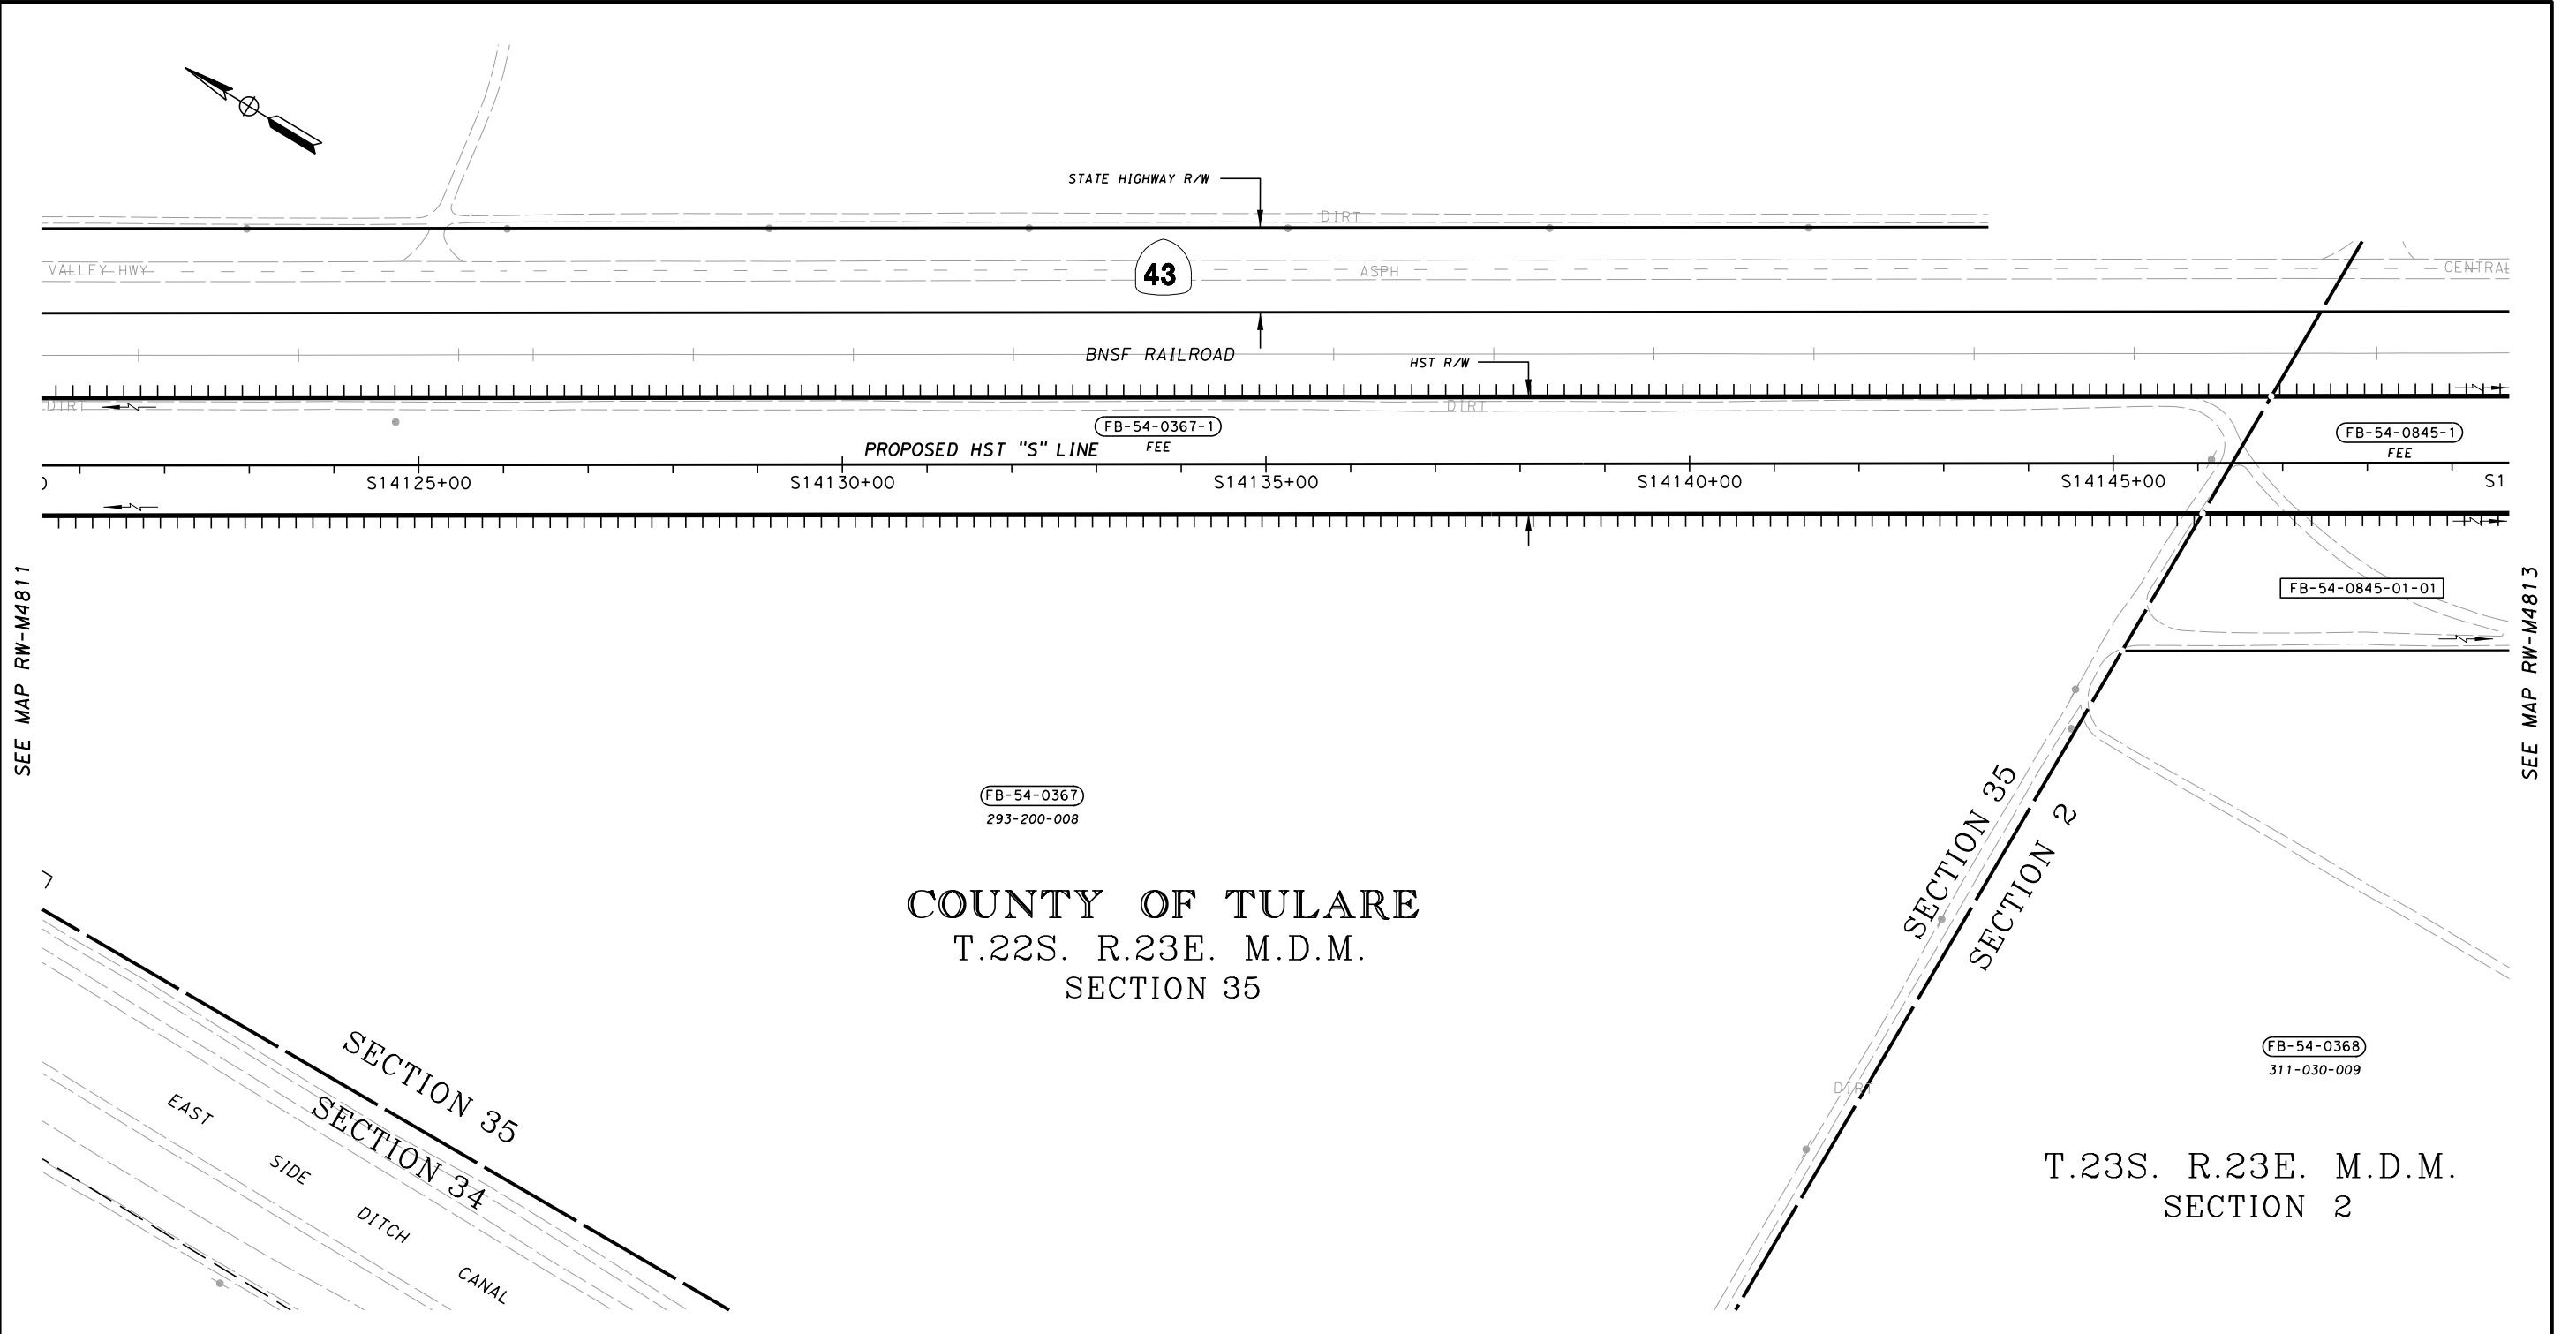 STATE HIGHWAY R/W
DIRT
VALLEY HWY
43
ASPH
CENTRAL
BNSF RAILROAD
HST R/W
DIRT
DIRT
FB-54-0367-1
FEE
PROPOSED HST "S" LINE
FB-54-0845-1
FEE
S14125+00
S14130+00
S14135+00
S14140+00
S14145+00
S1
SEE MAP RW-M4811
SEE MAP RW-M4813
FB-54-0845-01-01
FB-54-0367
293-200-008
COUNTY OF TULARE
T.22S. R.23E. M.D.M.
SECTION 35
SECTION 35
SECTION 2
SECTION 35
SECTION 34
EAST SIDE DITCH CANAL
DIRT
FB-54-0368
311-030-009
T.23S. R.23E. M.D.M.
SECTION 2